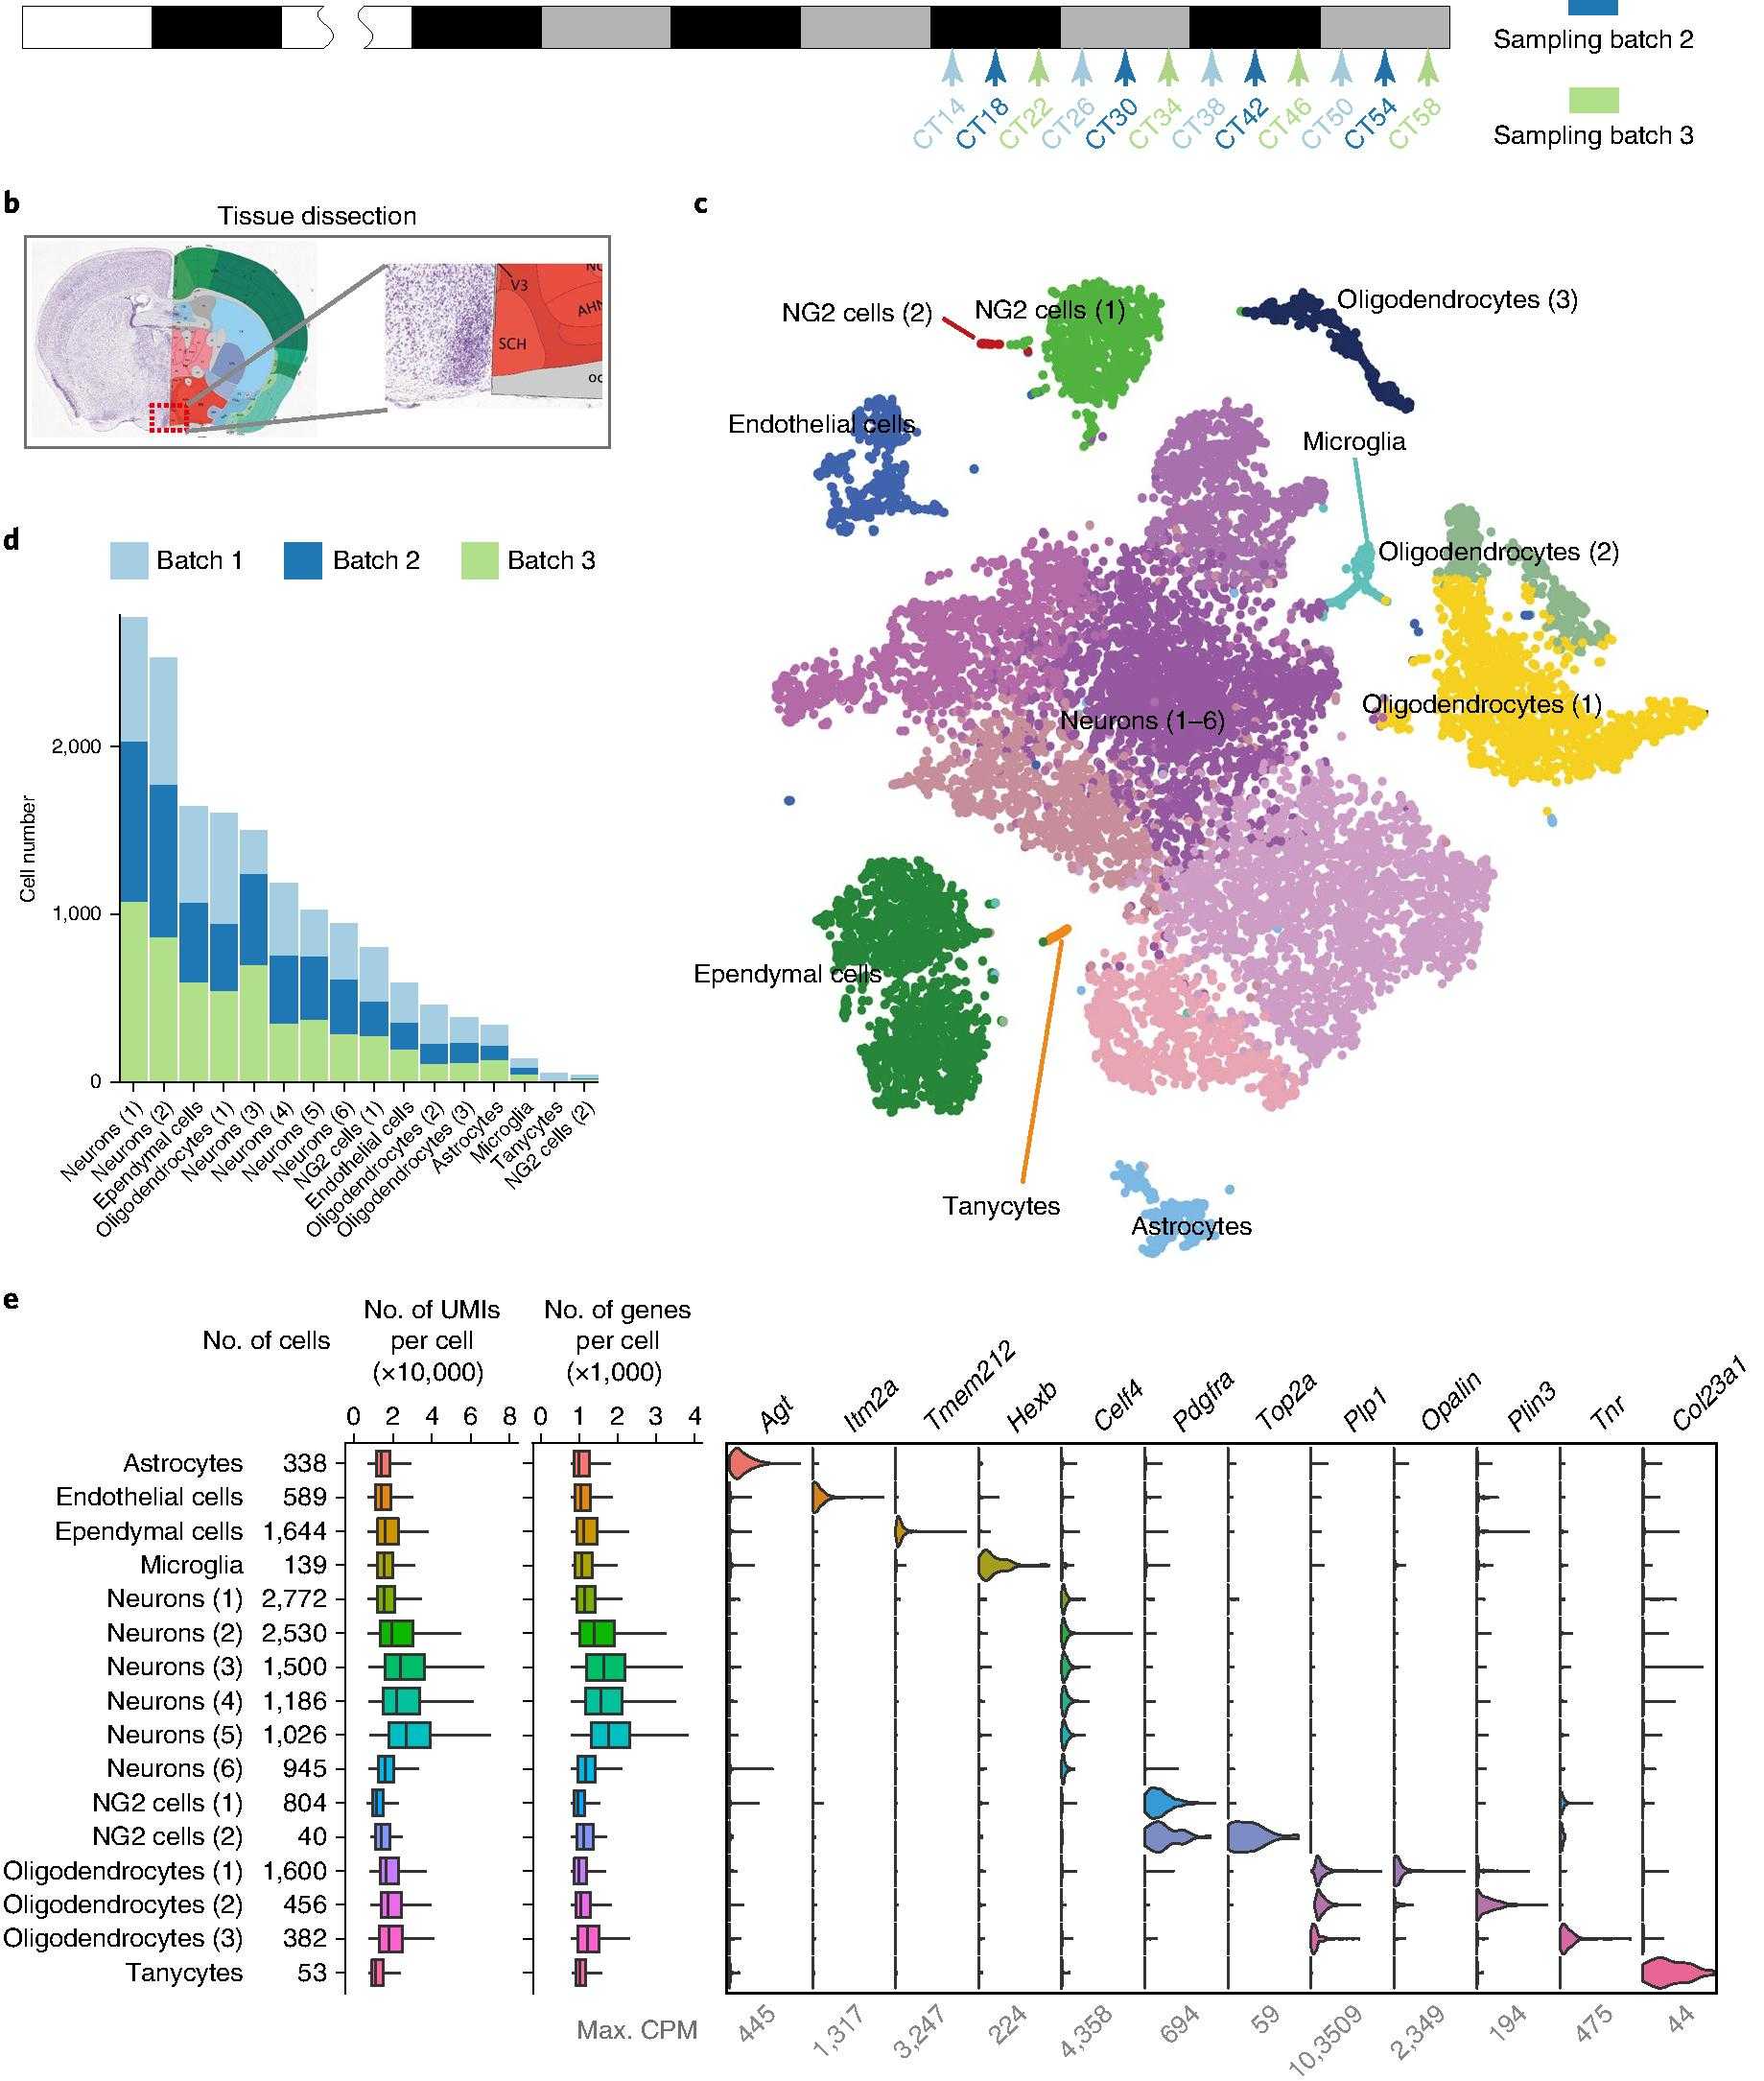 Sampling batch 2
Sampling batch 3
CT14 CT18 CT22 CT26 CT30 CT34 CT38 CT42 CT46 CT50 CT54 CT58
b
Tissue dissection
V3
SCH
AHN
c
NG2 cells (2)
NG2 cells (1)
Oligodendrocytes (3)
Endothelial cells
Microglia
Oligodendrocytes (2)
Oligodendrocytes (1)
Neurons (1–6)
Ependymal cells
Tanycytes
Astrocytes
d
Batch 1 Batch 2 Batch 3
Cell number
2,000
1,000
0
Neurons (1)
Neurons (2)
Ependymal cells
Oligodendrocytes (1)
Neurons (3)
Neurons (4)
Neurons (5)
Neurons (6)
NG2 cells (1)
Endothelial cells
Oligodendrocytes (2)
Oligodendrocytes (3)
Astrocytes
Microglia
Tanycytes
NG2 cells (2)
e
No. of cells
No. of UMIs
per cell
(×10,000)
No. of genes
per cell
(×1,000)
0 2 4 6 8
0 1 2 3 4
Agt Itm2a Tmem212 Hexb Celf4 Pdgfra Top2a Plp1 Opalin Plin3 Tnr Col23a1
Astrocytes 338
Endothelial cells 589
Ependymal cells 1,644
Microglia 139
Neurons (1) 2,772
Neurons (2) 2,530
Neurons (3) 1,500
Neurons (4) 1,186
Neurons (5) 1,026
Neurons (6) 945
NG2 cells (1) 804
NG2 cells (2) 40
Oligodendrocytes (1) 1,600
Oligodendrocytes (2) 456
Oligodendrocytes (3) 382
Tanycytes 53
Max. CPM 445 1,317 3,247 224 4,358 694 59 10,3509 2,349 194 475 44